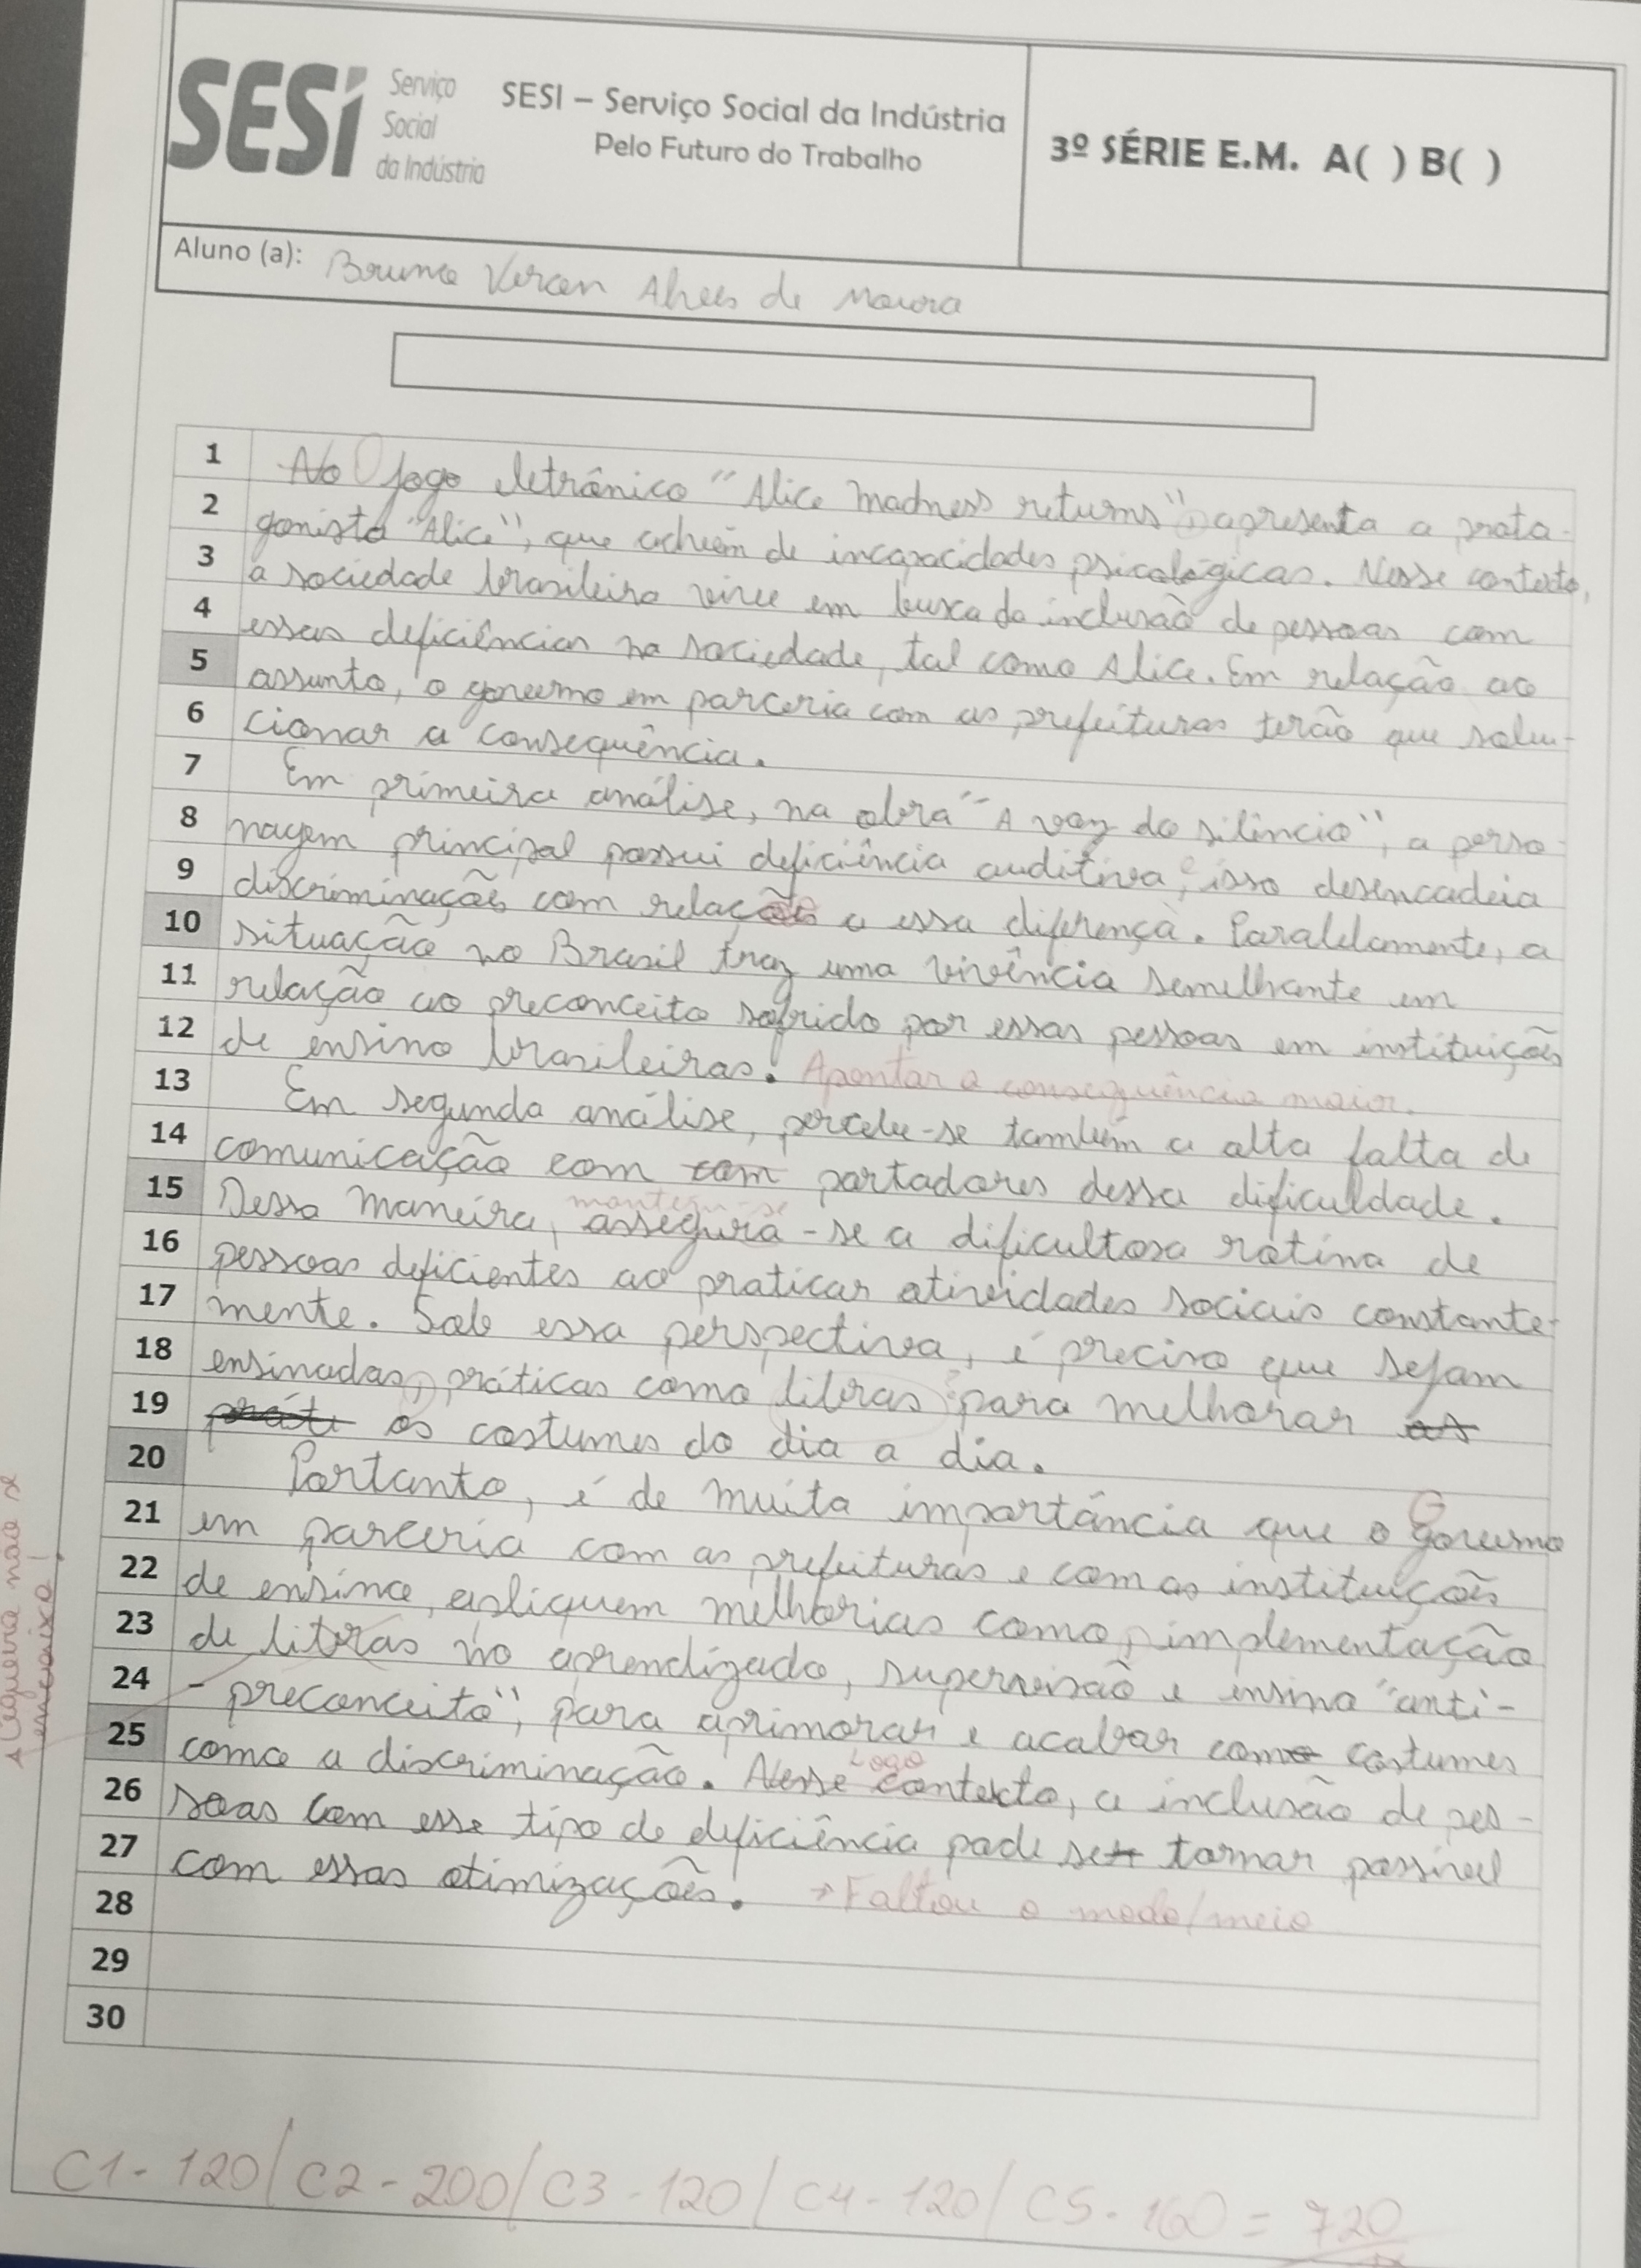 SESI Serviço Social da Indústria
SESI – Serviço Social da Indústria
Pelo Futuro do Trabalho
3º SÉRIE E.M. A( ) B( )
Aluno (a): de Moura
1 No O jogo eletrônico "Alice madness returns", apresenta a prota-
2 gonista "Alice", que de incapacidades psicológicas. Nesse contexto,
3 a sociedade brasileira vive em busca da inclusão de pessoas com
4 essas deficiências na sociedade, tal como Alice. Em relação ao
5 assunto, o governo em parceria com as prefeituras terão que solu-
6 cionar a consequência.
7 Em primeira análise, na obra "A voz do silêncio", a perso-
8 nagem principal possui deficiência auditiva, e isso desencadeia
9 discriminações com relação a essa diferença. Paralelamente, a
10 situação no Brasil traz uma vivência semelhante em
11 relação ao preconceito sofrido por essas pessoas em instituições
12 de ensino brasileiras. Apontar a consequência maior.
13 Em segunda análise, percebe-se também a alta falta de
14 comunicação com com portadores dessa dificuldade.
mantém-se
15 Dessa maneira, assegura-se a dificultosa rotina de
16 pessoas deficientes ao praticar atividades sociais constante-
17 mente. Sob essa perspectiva, é preciso que sejam
18 ensinadas, práticas como libras para melhorar as
19 práti os costumes do dia a dia.
20 Portanto, é de muita importância que o governo
G
21 em parceria com as prefeituras e com as instituições
22 de ensino, apliquem melhorias como, implementação
23 de libras no aprendizado, supervisão e ensino "anti-
24 -preconceito", para aprimorar e acabar com costumes
25 como a discriminação. Nesse contexto, a inclusão de pes-
Logo
26 soas com esse tipo de deficiência pode se tornar possível
27 com essas otimizações. → Faltou o modo/meio
28
29
30
não se encaixa!
C1 - 120 / C2 - 200 / C3 - 120 / C4 - 120 / C5 - 160 = 720